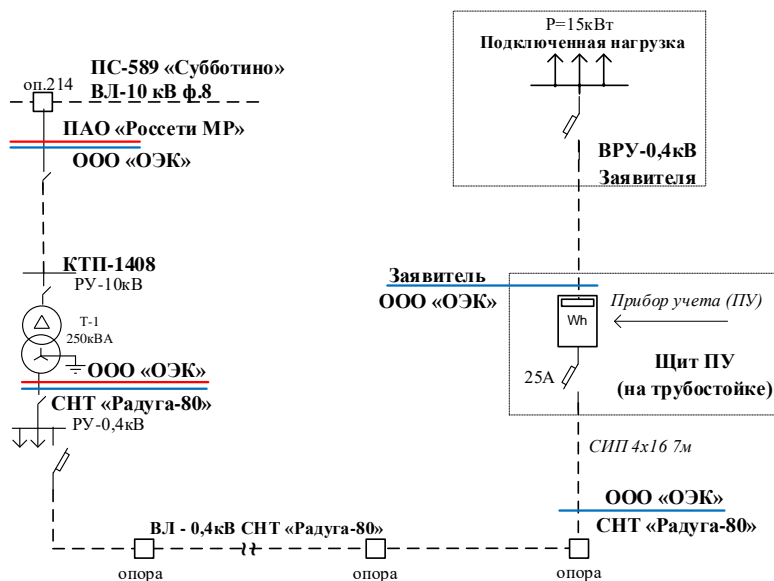 ПС-589 «Субботино»
оп.214
ВЛ-10 кВ ф.8
ПАО «Россети МР»
ООО «ОЭК»
КТП-1408
РУ-10кВ
Т-1
250кВА
ООО «ОЭК»
СНТ «Радуга-80»
РУ-0,4кВ
ВЛ - 0,4кВ СНТ «Радуга-80»
опора
опора
опора
P=15кВт
Подключенная нагрузка
ВРУ-0,4кВ
Заявителя
Заявитель
ООО «ОЭК»
Wh
Прибор учета (ПУ)
25А
Щит ПУ
(на трубостойке)
СИП 4х16 7м
ООО «ОЭК»
СНТ «Радуга-80»